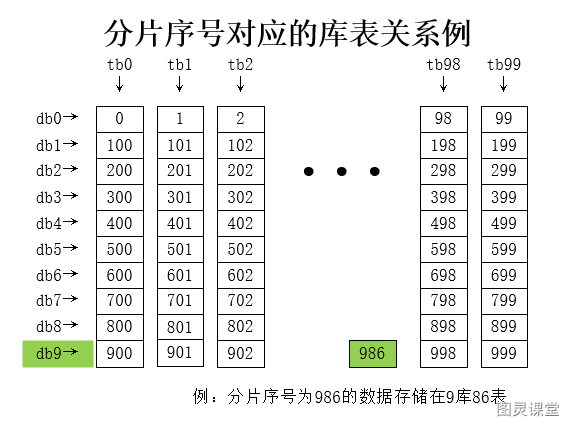 分片序号对应的库表关系例
tb0 tb1 tb2 tb98 tb99
↓ ↓ ↓ ↓ ↓
db0→ 0 1 2 98 99
db1→ 100 101 102 198 199
db2→ 200 201 202 • • • 298 299
db3→ 300 301 302 398 399
db4→ 400 401 402 498 499
db5→ 500 501 502 598 599
db6→ 600 601 602 698 699
db7→ 700 701 702 798 799
db8→ 800 801 802 898 899
db9→ 900 901 902 986 998 999
例：分片序号为986的数据存储在9库86表
图灵课堂